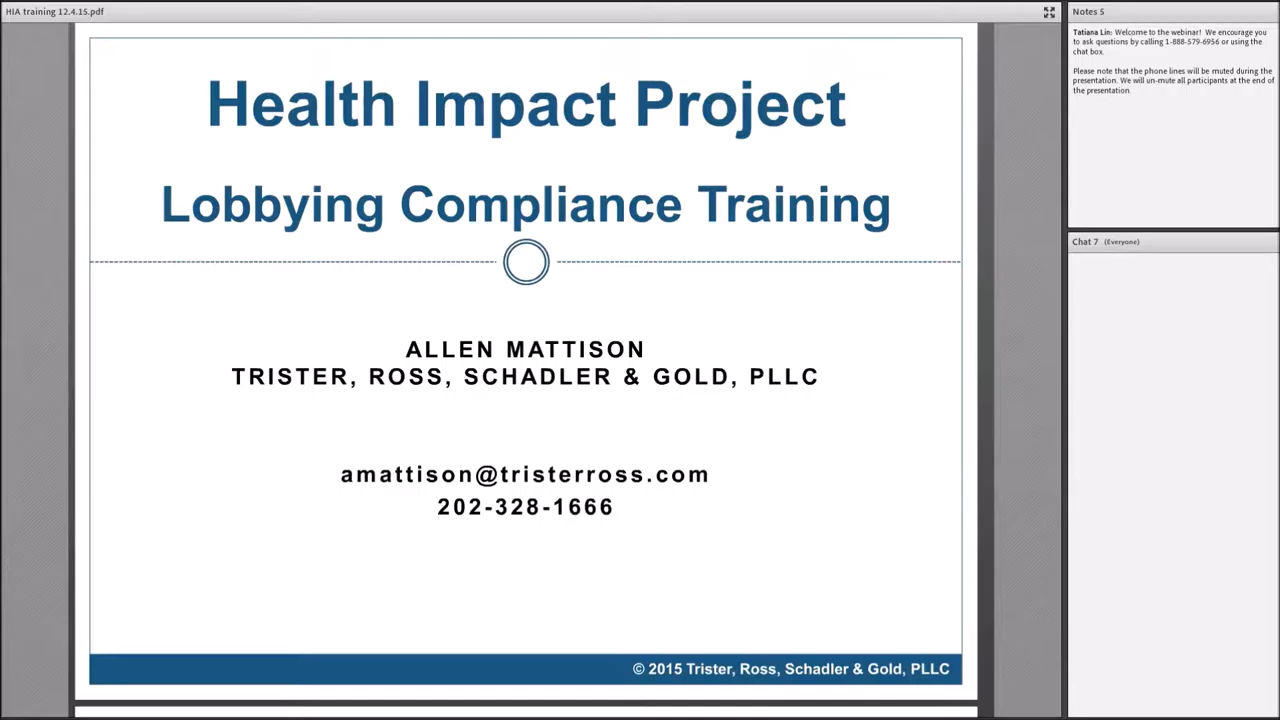 HIA training 12.4.15.pdf
Health Impact Project
Lobbying Compliance Training
ALLEN MATTISON
TRISTER, ROSS, SCHADLER & GOLD, PLLC
amattison@tristerross.com
202-328-1666
© 2015 Trister, Ross, Schadler & Gold, PLLC
Notes 5
Tatiana Lin: Welcome to the webinar! We encourage you
to ask questions by calling 1-888-579-6956 or using the
chat box.
Please note that the phone lines will be muted during the
presentation. We will un-mute all participants at the end of
the presentation
Chat 7 (Everyone)